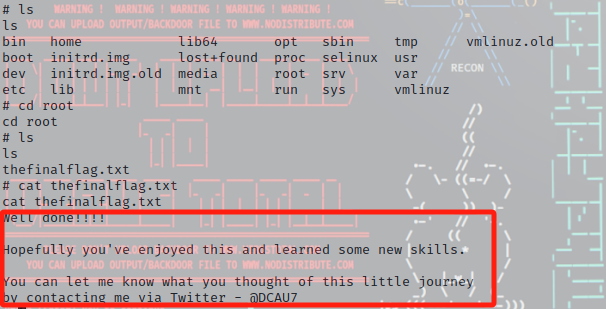 WARNING ! WARNING ! WARNING ! WARNING ! WARNING !
YOU CAN UPLOAD OUTPUT/BACKDOOR FILE TO WWW.NODISTRIBUTE.COM
# ls
ls
bin home lib64 opt sbin tmp vmlinuz.old
boot initrd.img lost+found proc selinux usr
dev initrd.img.old media root srv var
etc lib mnt run sys vmlinuz
RECON
# cd root
cd root
# ls
ls
thefinalflag.txt
# cat thefinalflag.txt
cat thefinalflag.txt
Well done!!!!
Hopefully you've enjoyed this and learned some new skills.
YOU CAN UPLOAD OUTPUT/BACKDOOR FILE TO WWW.NODISTRIBUTE.COM
You can let me know what you thought of this little journey
by contacting me via Twitter - @DCAU7